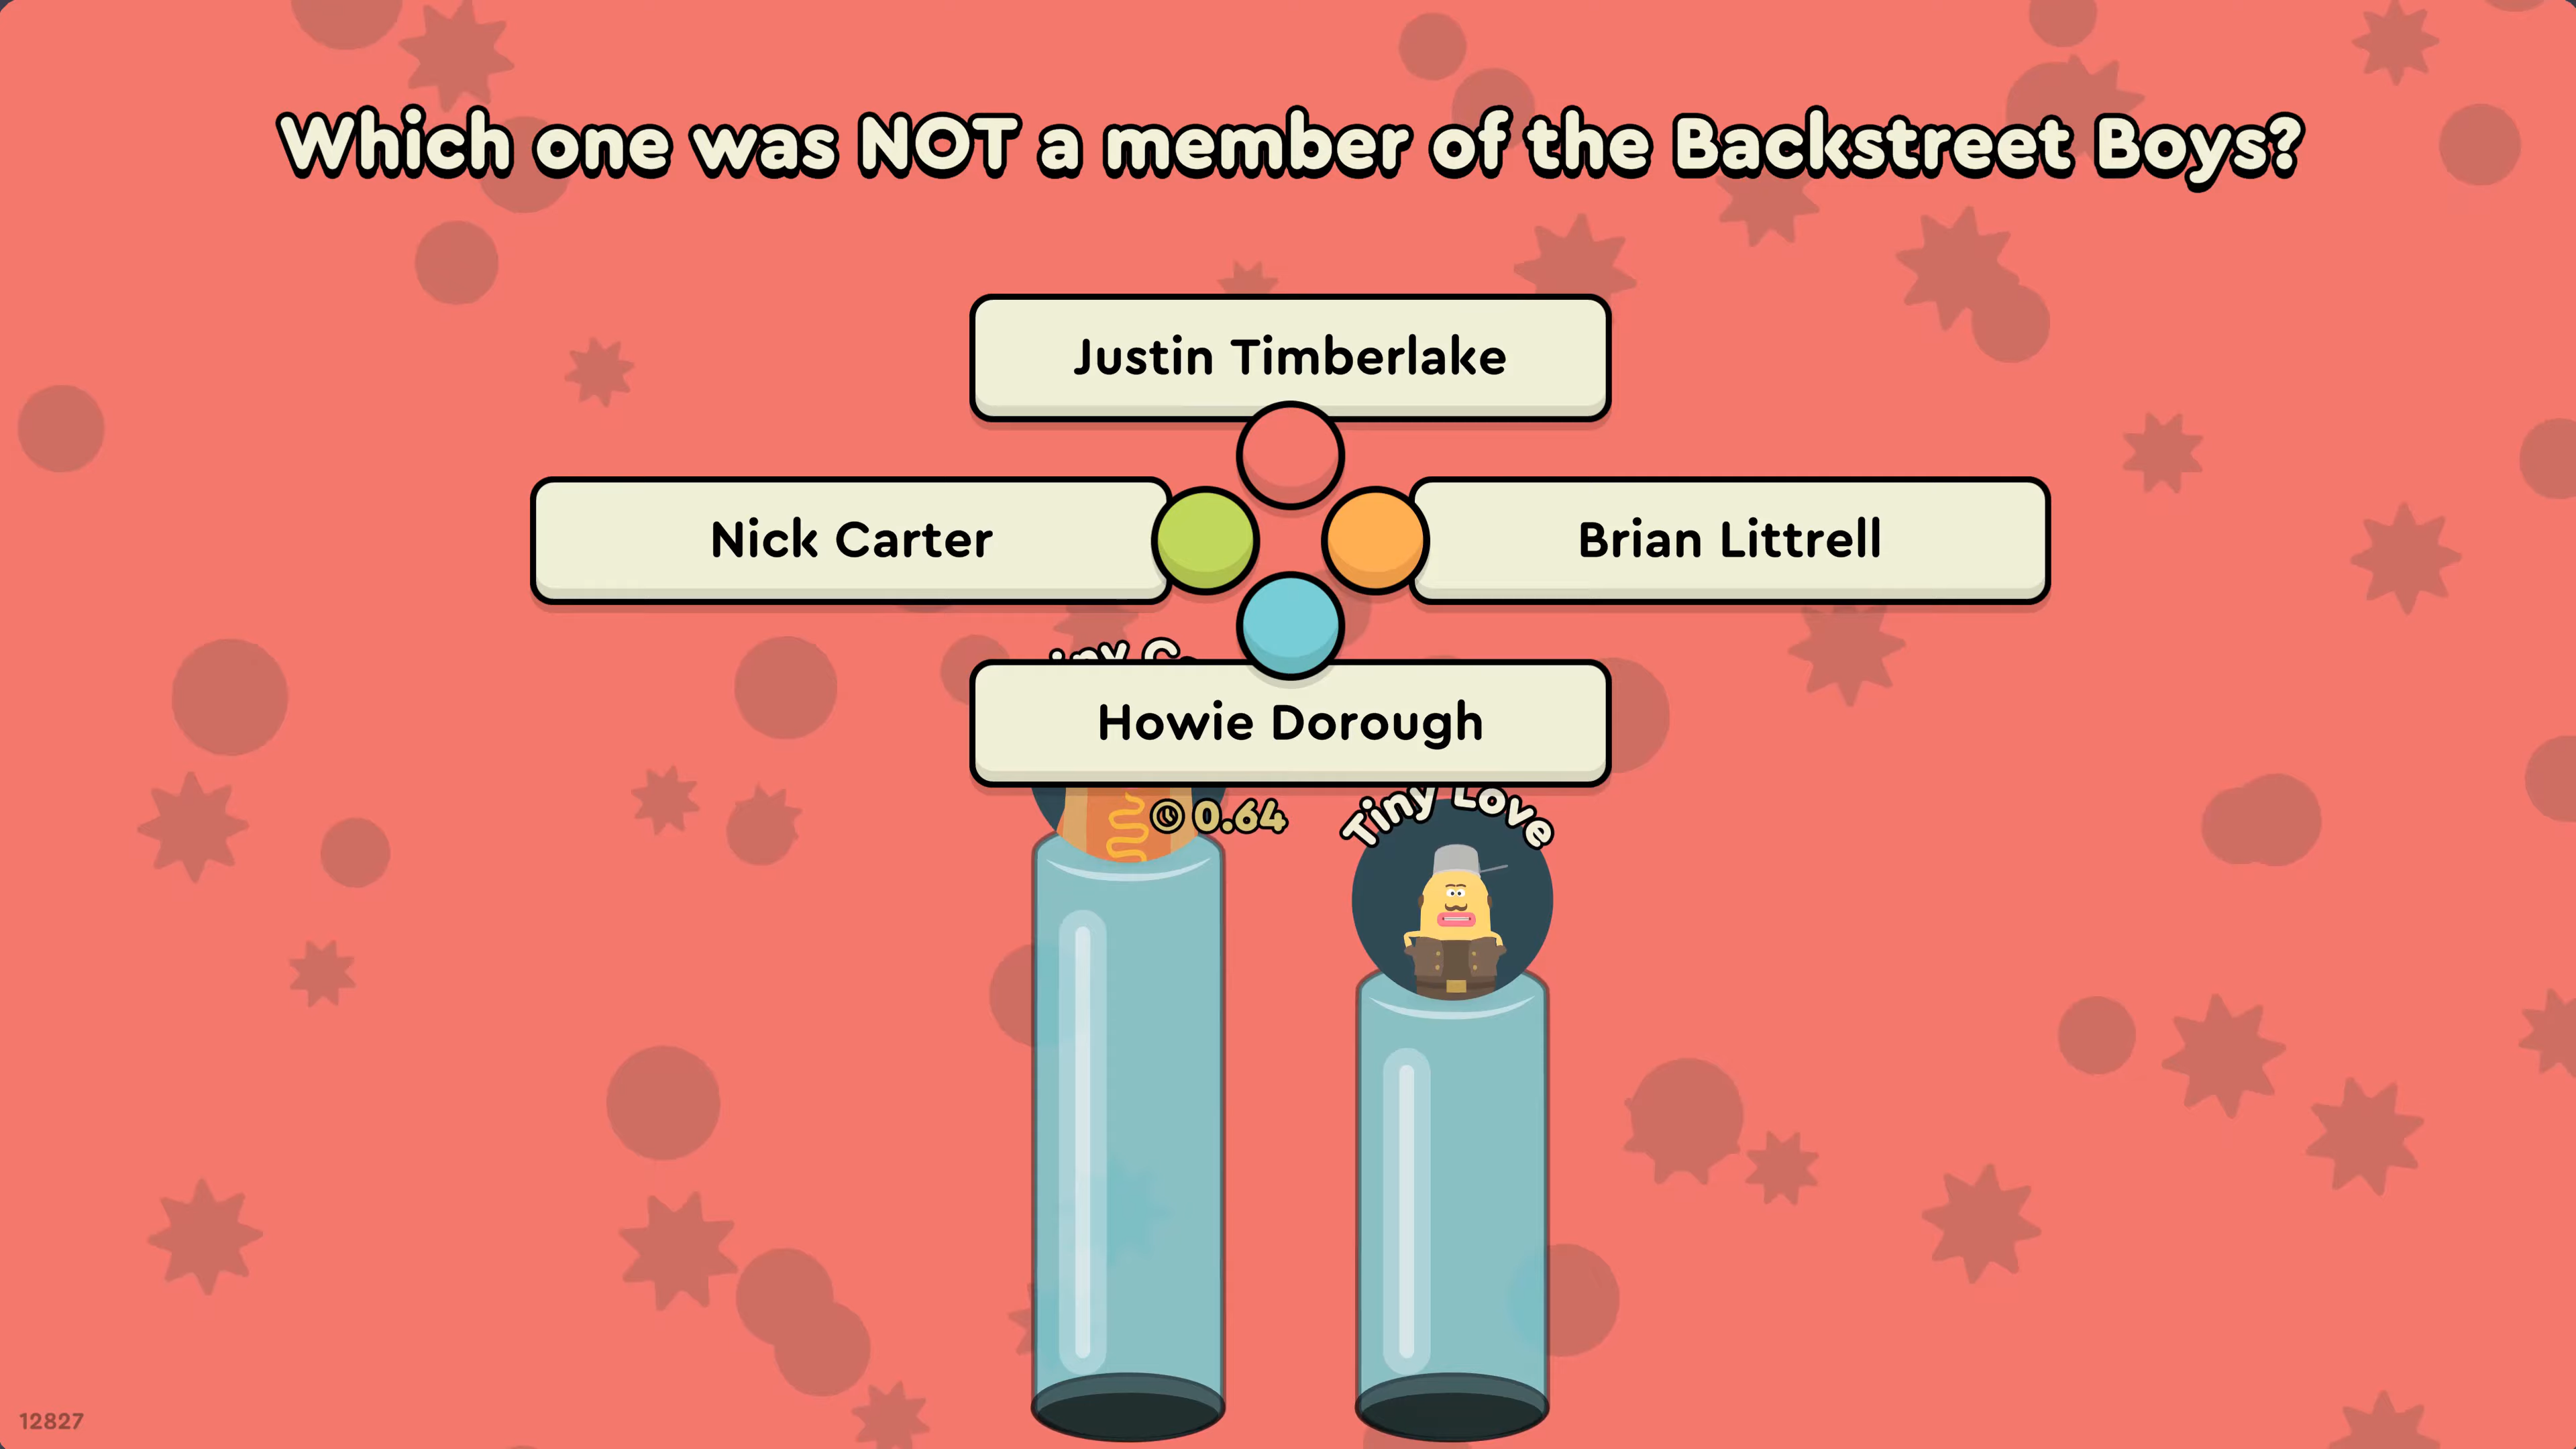 Which one was NOT a member of the Backstreet Boys?
Justin Timberlake
Nick Carter
Brian Littrell
Howie Dorough
0.64
Tiny Love
12827